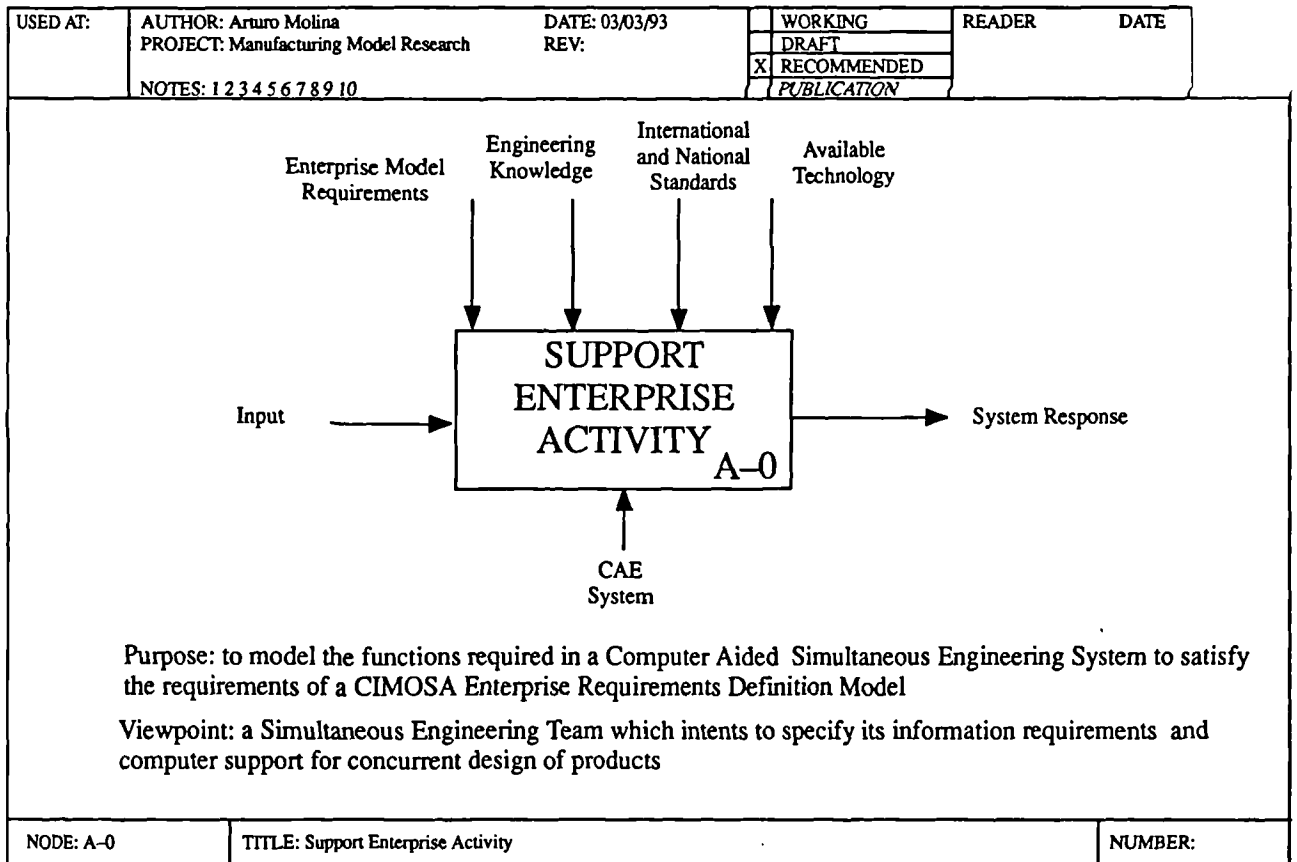 USED AT:
AUTHOR: Arturo Molina
DATE: 03/03/93
PROJECT: Manufacturing Model Research
REV:
NOTES: 1 2 3 4 5 6 7 8 9 10
WORKING
DRAFT
X RECOMMENDED
PUBLICATION
READER
DATE
Enterprise Model
Requirements
Engineering
Knowledge
International
and National
Standards
Available
Technology
SUPPORT
ENTERPRISE
ACTIVITY
A–0
Input
System Response
CAE
System
Purpose: to model the functions required in a Computer Aided Simultaneous Engineering System to satisfy
the requirements of a CIMOSA Enterprise Requirements Definition Model
Viewpoint: a Simultaneous Engineering Team which intents to specify its information requirements and
computer support for concurrent design of products
NODE: A–0
TITLE: Support Enterprise Activity
NUMBER: